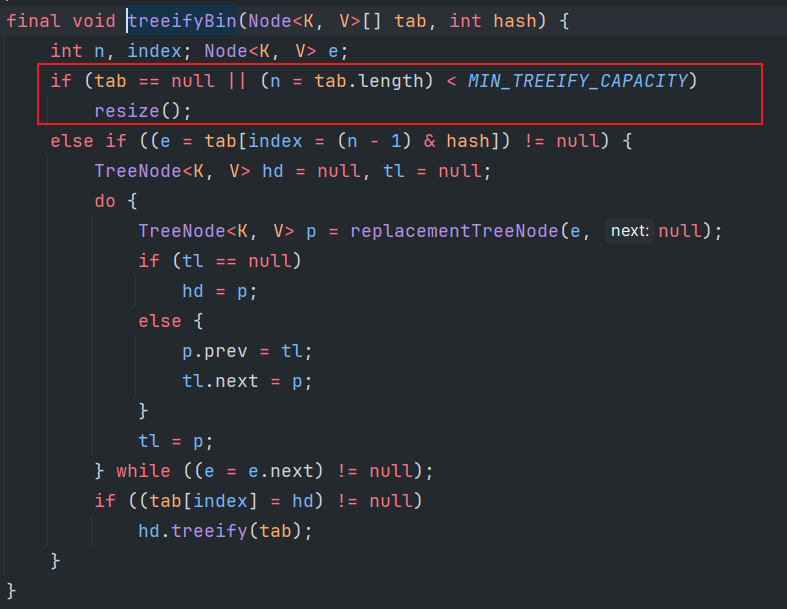 final void treeifyBin(Node<K, V>[] tab, int hash) {
    int n, index; Node<K, V> e;
    if (tab == null || (n = tab.length) < MIN_TREEIFY_CAPACITY)
        resize();
    else if ((e = tab[index = (n - 1) & hash]) != null) {
        TreeNode<K, V> hd = null, tl = null;
        do {
            TreeNode<K, V> p = replacementTreeNode(e, next: null);
            if (tl == null)
                hd = p;
            else {
                p.prev = tl;
                tl.next = p;
            }
            tl = p;
        } while ((e = e.next) != null);
        if ((tab[index] = hd) != null)
            hd.treeify(tab);
    }
}